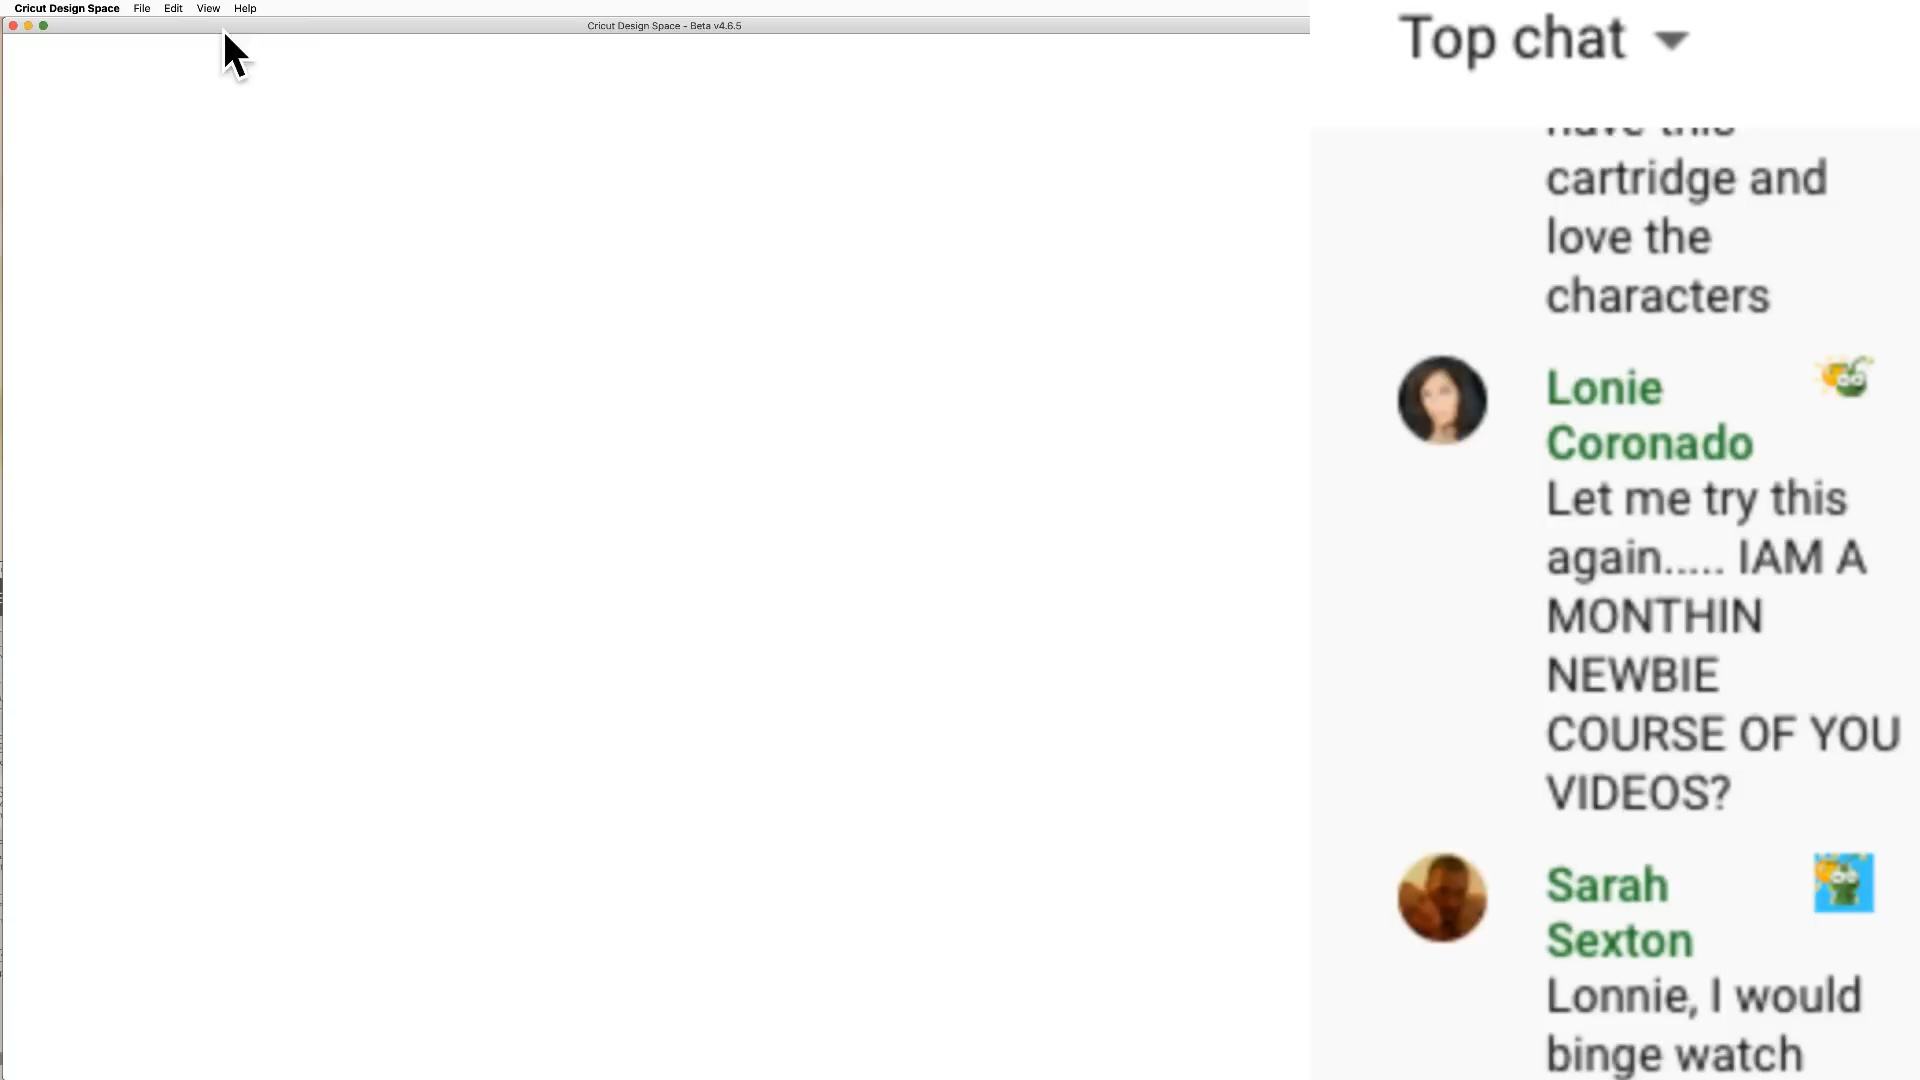 Cricut Design Space File Edit View Help
Cricut Design Space - Beta v4.6.5
Top chat
have this
cartridge and
love the
characters
Lonie
Coronado
Let me try this
again..... IAM A
MONTHIN
NEWBIE
COURSE OF YOU
VIDEOS?
Sarah
Sexton
Lonnie, I would
binge watch